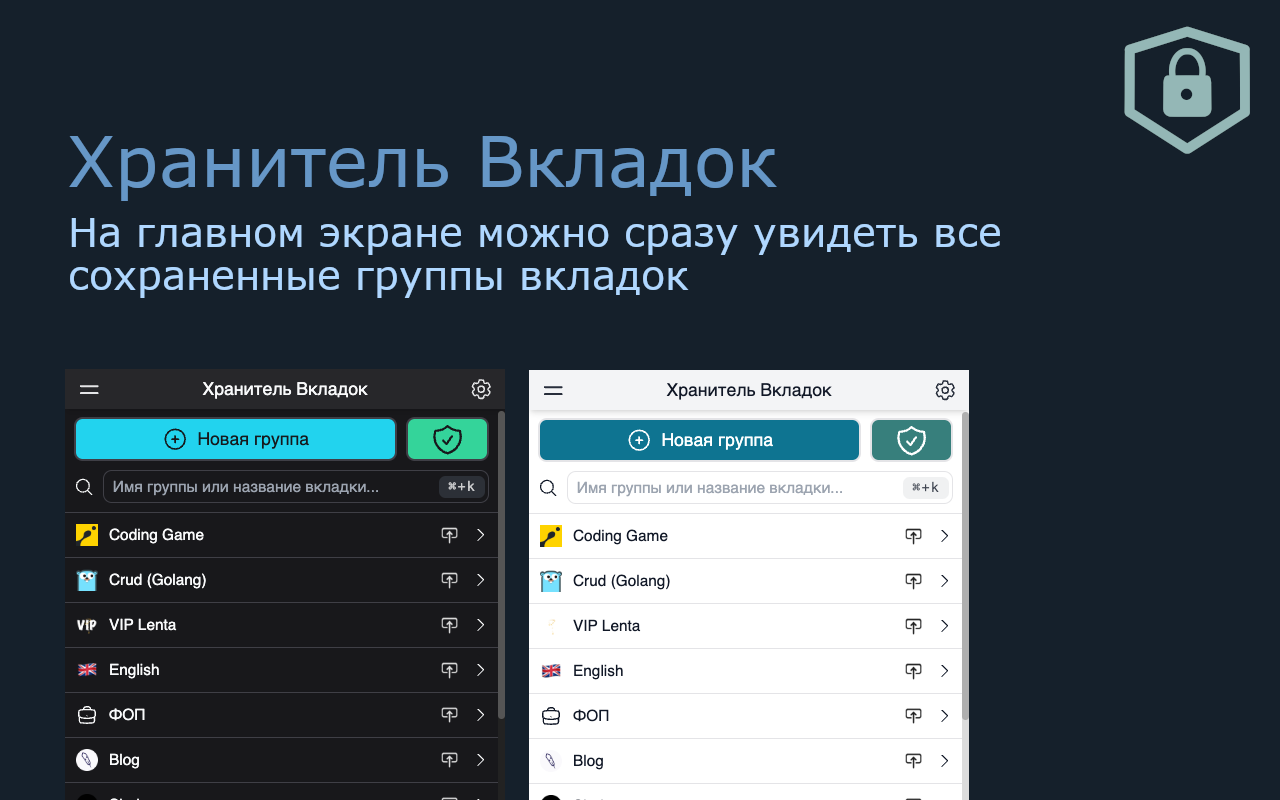 Хранитель Вкладок
На главном экране можно сразу увидеть все
сохраненные группы вкладок
Хранитель Вкладок
Новая группа
Имя группы или название вкладки... ⌘+k
Coding Game
Crud (Golang)
VIP VIP Lenta
English
ФОП
Blog
Хранитель Вкладок
Новая группа
Имя группы или название вкладки... ⌘+k
Coding Game
Crud (Golang)
VIP Lenta
English
ФОП
Blog